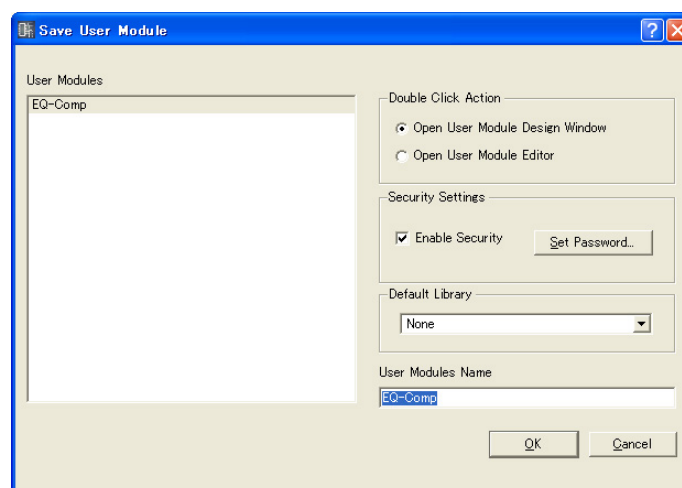 Save User Module
User Modules
EQ-Comp
Double Click Action
Open User Module Design Window
Open User Module Editor
Security Settings
Enable Security
Set Password...
Default Library
None
User Modules Name
EQ-Comp
OK
Cancel